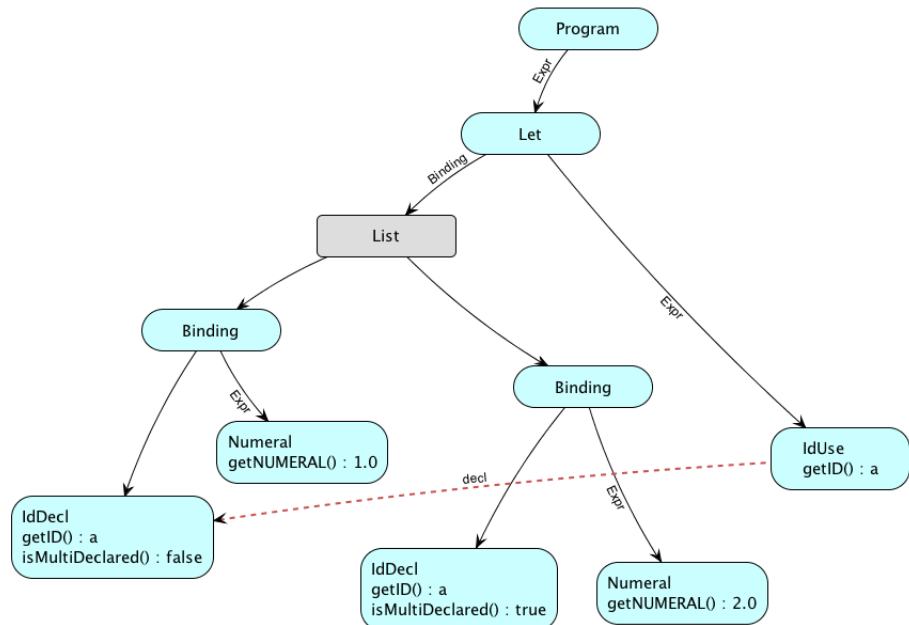 Program
Expr
Let
Binding
List
Expr
Binding
Binding
Expr
Numeral
getNUMERAL() : 1.0
IdUse
getID() : a
decl
Expr
IdDecl
getID() : a
isMultiDeclared() : false
IdDecl
getID() : a
isMultiDeclared() : true
Numeral
getNUMERAL() : 2.0